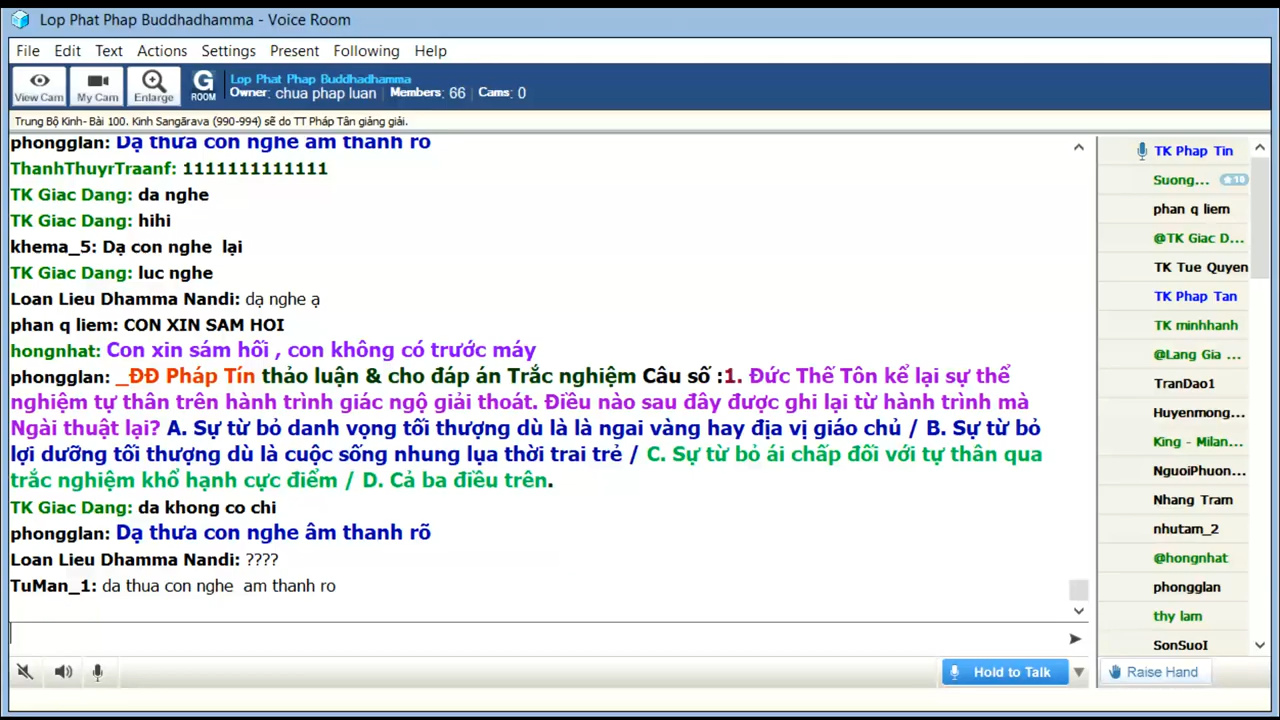 Lop Phat Phap Buddhadhamma - Voice Room
File Edit Text Actions Settings Present Following Help
View Cam My Cam Enlarge G ROOM
Lop Phat Phap Buddhadhamma
Owner: chua phap luan Members: 66 Cams: 0
Trung Bộ Kinh- Bài 100. Kinh Sangārava (990-994) sẽ do TT Pháp Tân giảng giải.
phongglan: Dạ thưa con nghe âm thanh rõ
ThanhThuyrTraanf: 1111111111111
TK Giac Dang: da nghe
TK Giac Dang: hihi
khema_5: Dạ con nghe lại
TK Giac Dang: luc nghe
Loan Lieu Dhamma Nandi: dạ nghe ạ
phan q liem: CON XIN SAM HOI
hongnhat: Con xin sám hối , con không có trước máy
phongglan: _ĐĐ Pháp Tín thảo luận & cho đáp án Trắc nghiệm Câu số :1. Đức Thế Tôn kể lại sự thể
nghiệm tự thân trên hành trình giác ngộ giải thoát. Điều nào sau đây được ghi lại từ hành trình mà
Ngài thuật lại? A. Sự từ bỏ danh vọng tối thượng dù là là ngai vàng hay địa vị giáo chủ / B. Sự từ bỏ
lợi dưỡng tối thượng dù là cuộc sống nhung lụa thời trai trẻ / C. Sự từ bỏ ái chấp đối với tự thân qua
trắc nghiệm khổ hạnh cực điểm / D. Cả ba điều trên.
TK Giac Dang: da khong co chi
phongglan: Dạ thưa con nghe âm thanh rõ
Loan Lieu Dhamma Nandi: ????
TuMan_1: da thua con nghe am thanh ro
TK Phap Tin
Suong... 10
phan q liem
@TK Giac D...
TK Tue Quyen
TK Phap Tan
TK minhhanh
@Lang Gia ...
TranDao1
Huyenmong...
King - Milan...
NguoiPhuon...
Nhang Tram
nhutam_2
@hongnhat
phongglan
thy lam
SonSuoI
Hold to Talk
Raise Hand